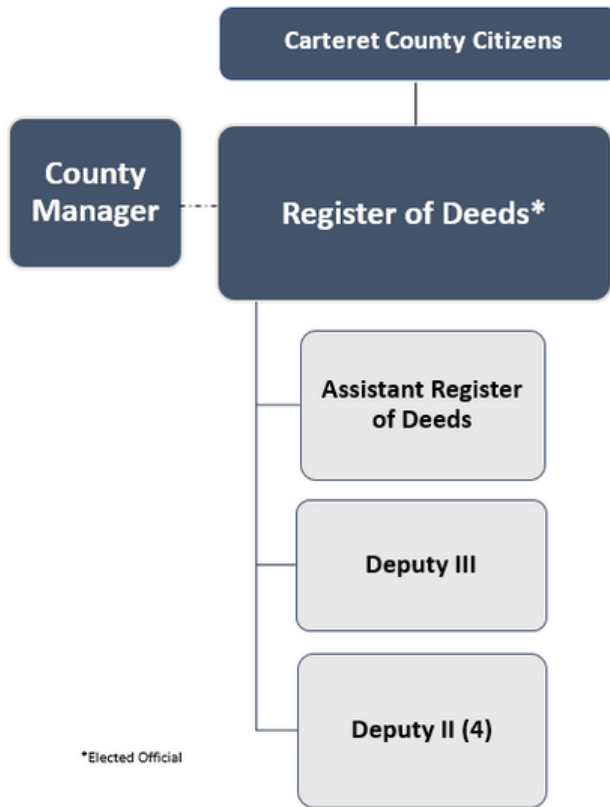 Carteret County Citizens
County
Manager
Register of Deeds*
Assistant Register
of Deeds
Deputy III
Deputy II (4)
*Elected Official